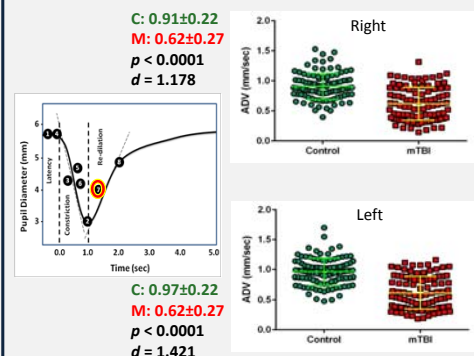 C: 0.91±0.22
M: 0.62±0.27
p < 0.0001
d = 1.178
Right
2.0
1.5
1.0
0.5
0.0
ADV (mm/sec)
Control
mTBI
Pupil Diameter (mm)
6
5
4
3
Latency
Constriction
Re-dilation
1
4
3
5
6
7
8
2
0.0
1.0
2.0
3.0
4.0
5.0
Time (sec)
Left
2.0
1.5
1.0
0.5
0.0
ADV (mm/sec)
Control
mTBI
C: 0.97±0.22
M: 0.62±0.27
p < 0.0001
d = 1.421